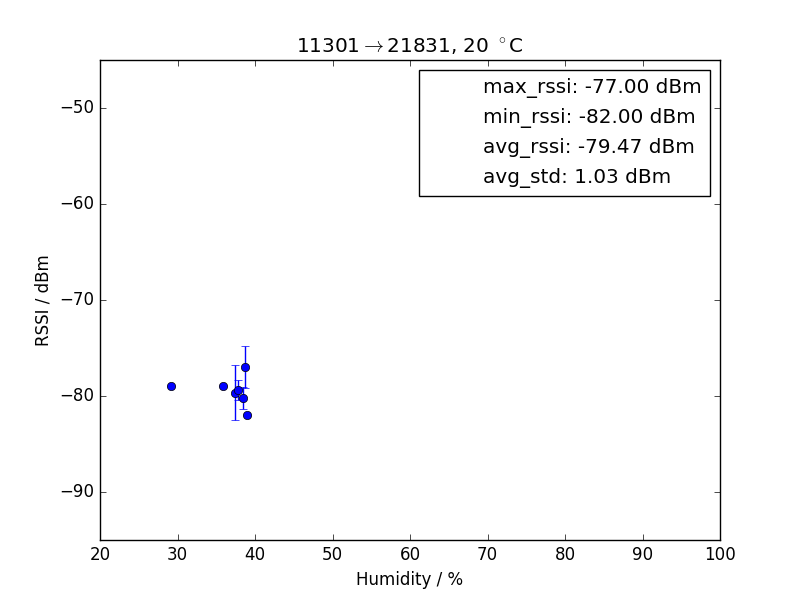 11301→21831, 20 °C
max_rssi: -77.00 dBm
min_rssi: -82.00 dBm
avg_rssi: -79.47 dBm
avg_std: 1.03 dBm
RSSI / dBm
−50
−60
−70
−80
−90
20 30 40 50 60 70 80 90 100
Humidity / %